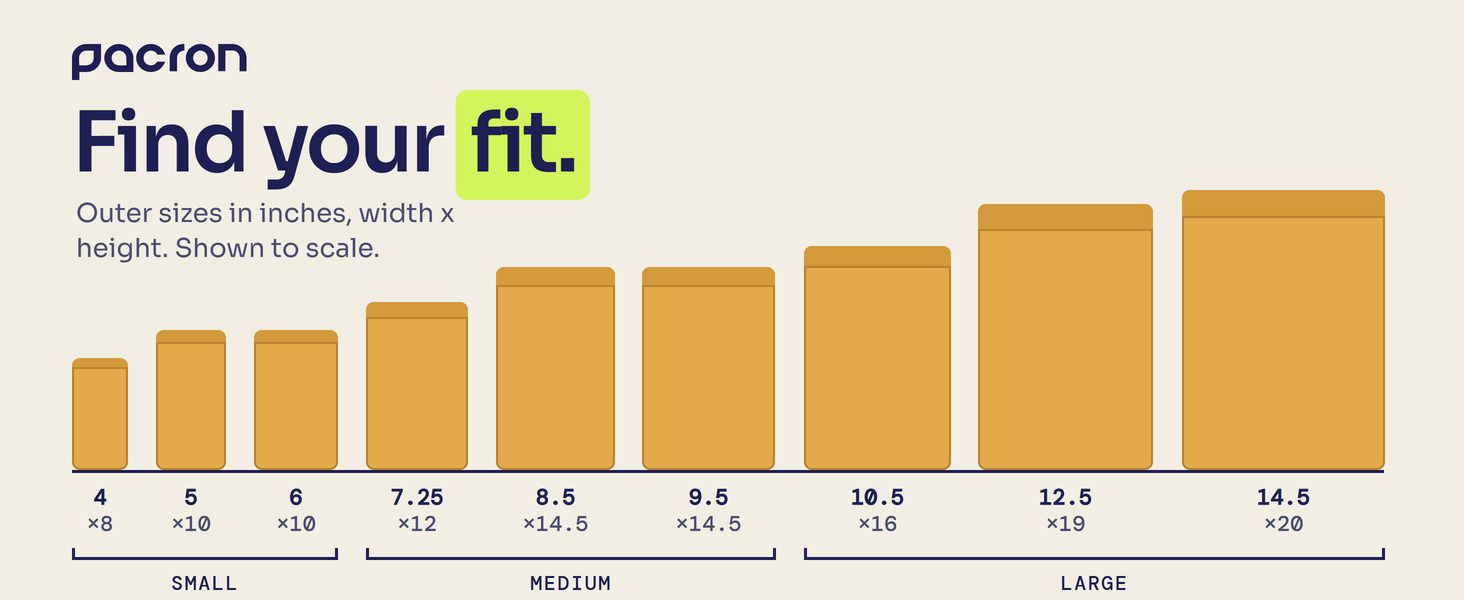 pacron
Find your fit.
Outer sizes in inches, width x
height. Shown to scale.
4 5 6 7.25 8.5 9.5 10.5 12.5 14.5
×8 ×10 ×10 ×12 ×14.5 ×14.5 ×16 ×19 ×20
SMALL MEDIUM LARGE